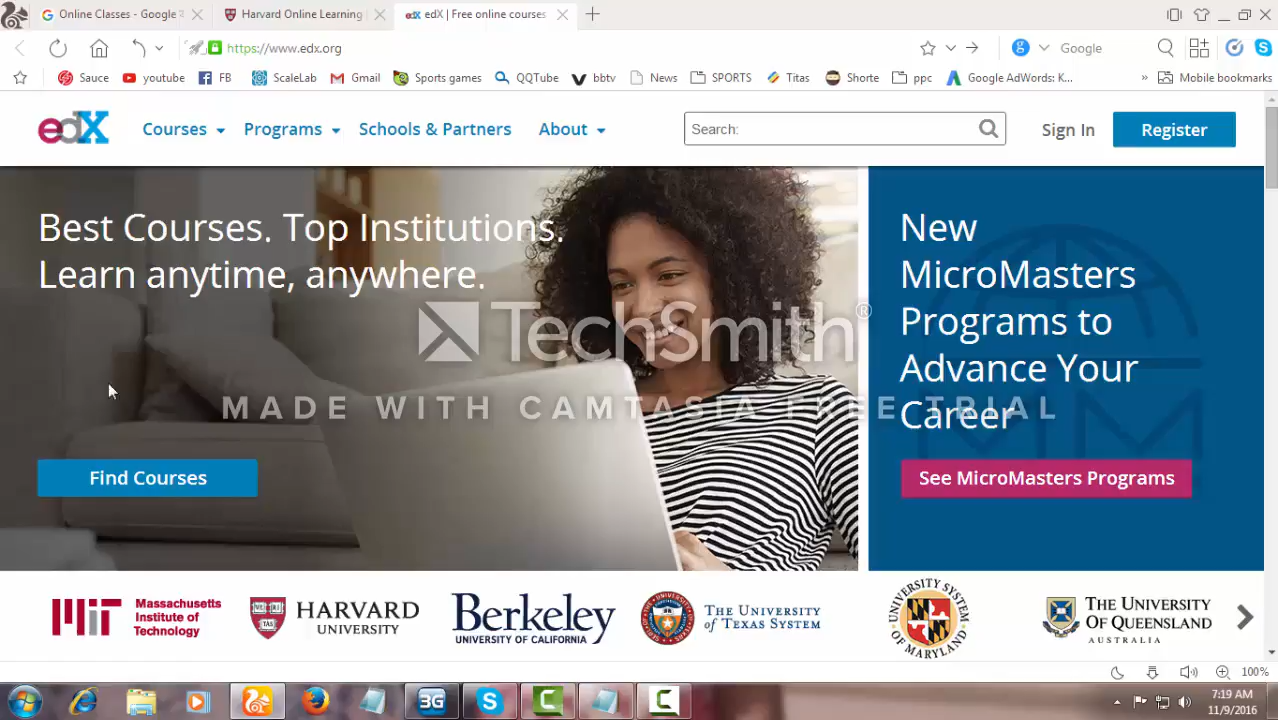 Online Classes - Google
Harvard Online Learning
edX | Free online courses
https://www.edx.org
Google
Sauce
youtube
FB
ScaleLab
Gmail
Sports games
QQTube
bbtv
News
SPORTS
Titas
Shorte
ppc
Google AdWords: K...
Mobile bookmarks
edX
Courses
Programs
Schools & Partners
About
Search:
Sign In
Register
Best Courses. Top Institutions.
Learn anytime, anywhere.
New
MicroMasters
Programs to
Advance Your
Career
TechSmith®
MADE WITH CAMTASIA FREE TRIAL
Find Courses
See MicroMasters Programs
MIT
Massachusetts
Institute of
Technology
HARVARD
UNIVERSITY
Berkeley
UNIVERSITY OF CALIFORNIA
THE UNIVERSITY
of TEXAS SYSTEM
UNIVERSITY SYSTEM
of MARYLAND
THE UNIVERSITY
OF QUEENSLAND
AUSTRALIA
100%
3G
7:19 AM
11/9/2016